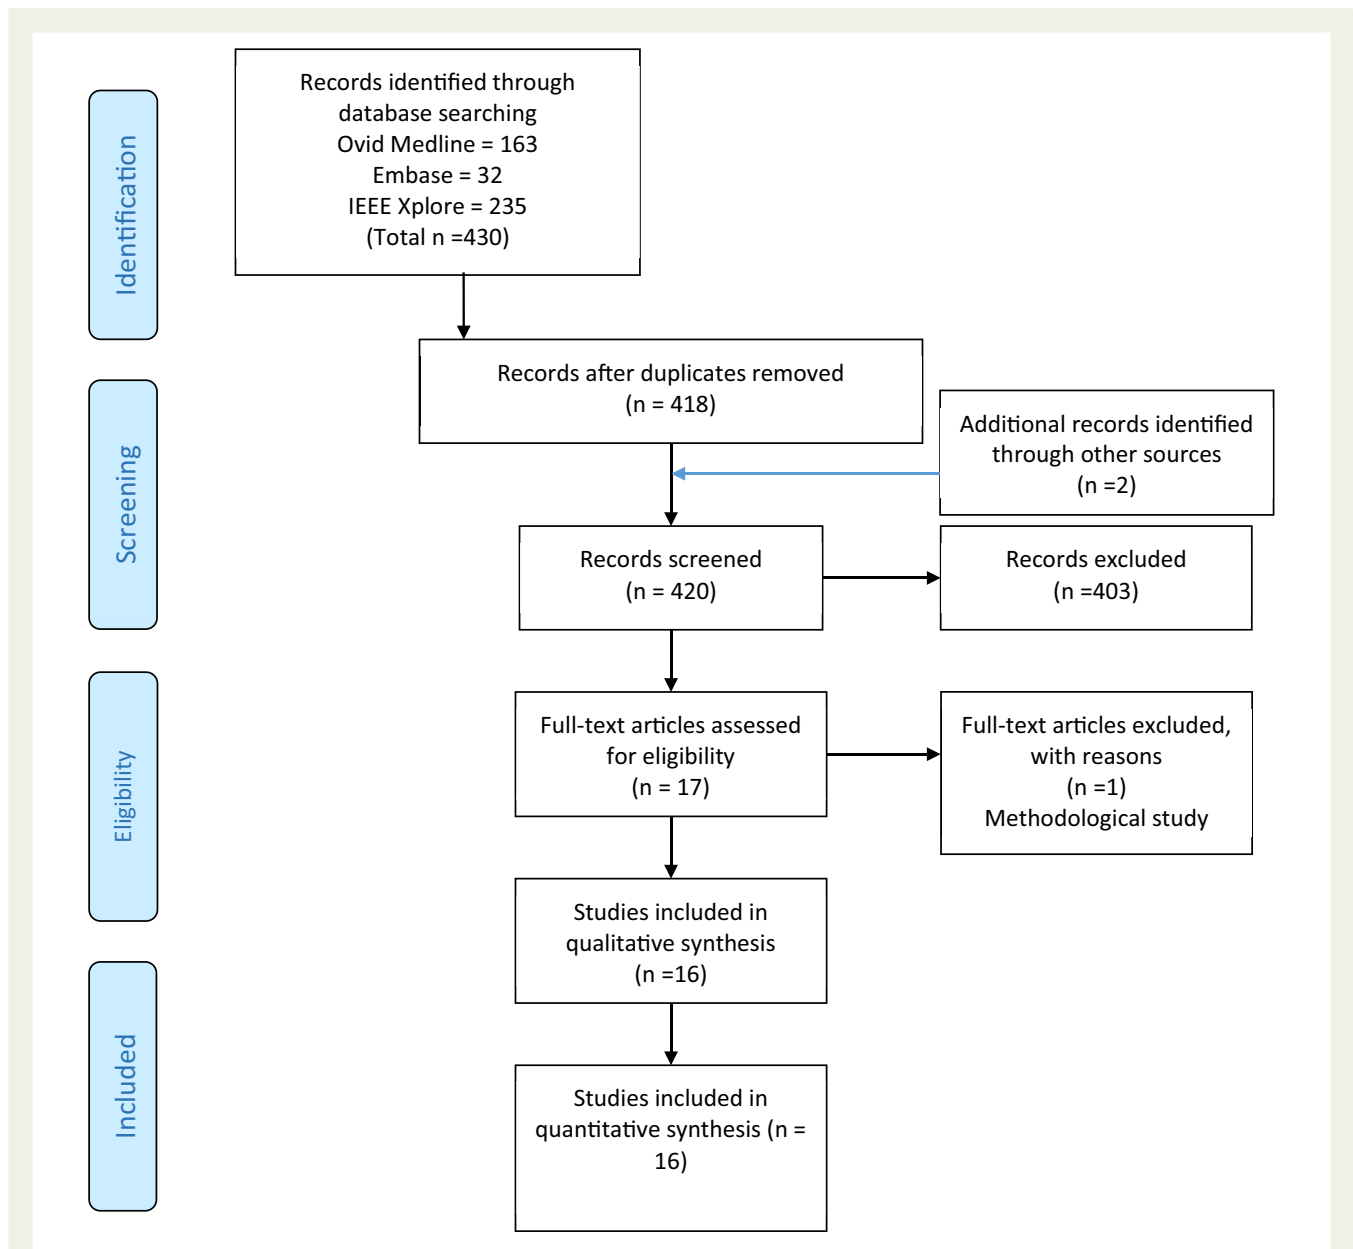 Identification
Records identified through
database searching
Ovid Medline = 163
Embase = 32
IEEE Xplore = 235
(Total n =430)
Screening
Records after duplicates removed
(n = 418)
Additional records identified
through other sources
(n =2)
Records screened
(n = 420)
Records excluded
(n =403)
Eligibility
Full-text articles assessed
for eligibility
(n = 17)
Full-text articles excluded,
with reasons
(n =1)
Methodological study
Studies included in
qualitative synthesis
(n =16)
Included
Studies included in
quantitative synthesis (n =
16)